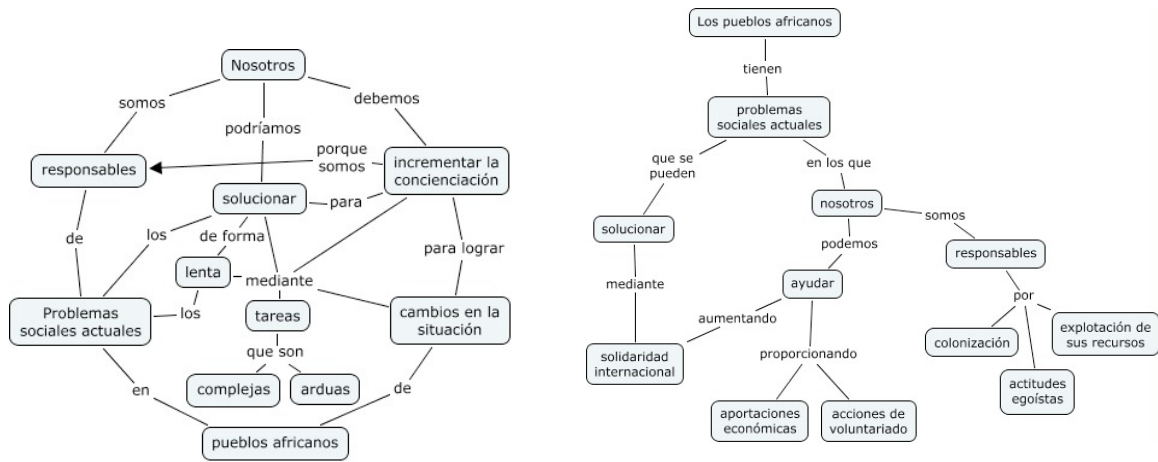 Nosotros
somos
podríamos
debemos
responsables
porque
somos
incrementar la
concienciación
solucionar
para
de
los
de forma
para lograr
lenta
mediante
Problemas
sociales actuales
los
tareas
cambios en la
situación
que son
complejas
arduas
en
de
pueblos africanos
Los pueblos africanos
tienen
problemas
sociales actuales
que se
pueden
en los que
solucionar
nosotros
somos
mediante
podemos
responsables
ayudar
por
aumentando
solidaridad
internacional
proporcionando
colonización
explotación de
sus recursos
actitudes
egoístas
aportaciones
económicas
acciones de
voluntariado